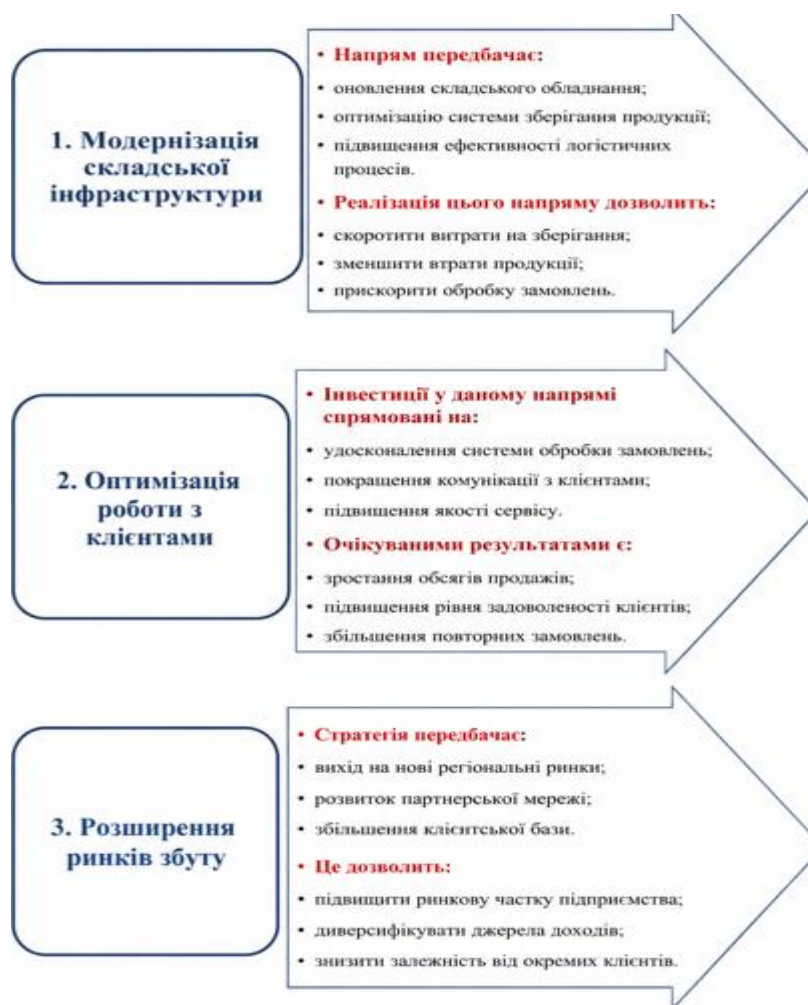 1. Модернізація
складської
інфраструктури
• Напрям передбачає:
• оновлення складського обладнання;
• оптимізацію системи зберігання продукції;
• підвищення ефективності логістичних
процесів.
• Реалізація цього напряму дозволить:
• скоротити витрати на зберігання;
• зменшити втрати продукції;
• прискорити обробку замовлень.
2. Оптимізація
роботи з
клієнтами
• Інвестиції у даному напрямі
спрямовані на:
• удосконалення системи обробки замовлень;
• покращення комунікації з клієнтами;
• підвищення якості сервісу.
• Очікуваними результатами є:
• зростання обсягів продажів;
• підвищення рівня задоволеності клієнтів;
• збільшення повторних замовлень.
3. Розширення
ринків збуту
• Стратегія передбачає:
• вихід на нові регіональні ринки;
• розвиток партнерської мережі;
• збільшення клієнтської бази.
• Це дозволить:
• підвищити ринкову частку підприємства;
• диверсифікувати джерела доходів;
• знизити залежність від окремих клієнтів.